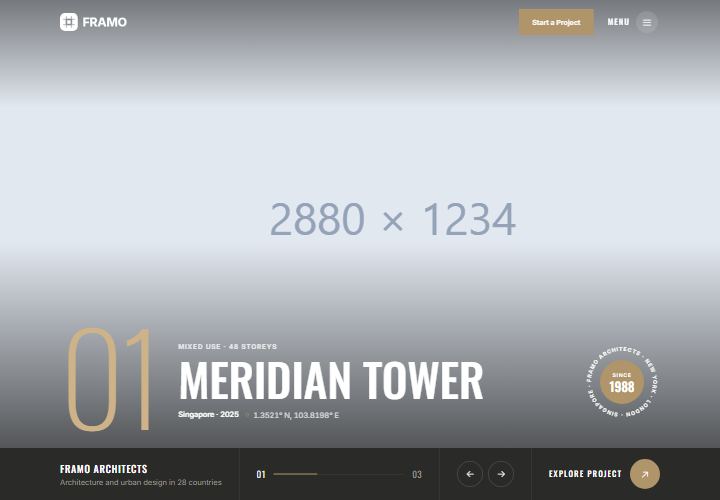 FRAMO
Start a Project
MENU
2880 × 1234
01
MIXED USE · 48 STOREYS
MERIDIAN TOWER
Singapore · 2025
1.3521° N, 103.8198° E
FRAMO ARCHITECTS · NEW YORK · LONDON · SINGAPORE ·
SINCE
1988
FRAMO ARCHITECTS
Architecture and urban design in 28 countries
01
03
EXPLORE PROJECT